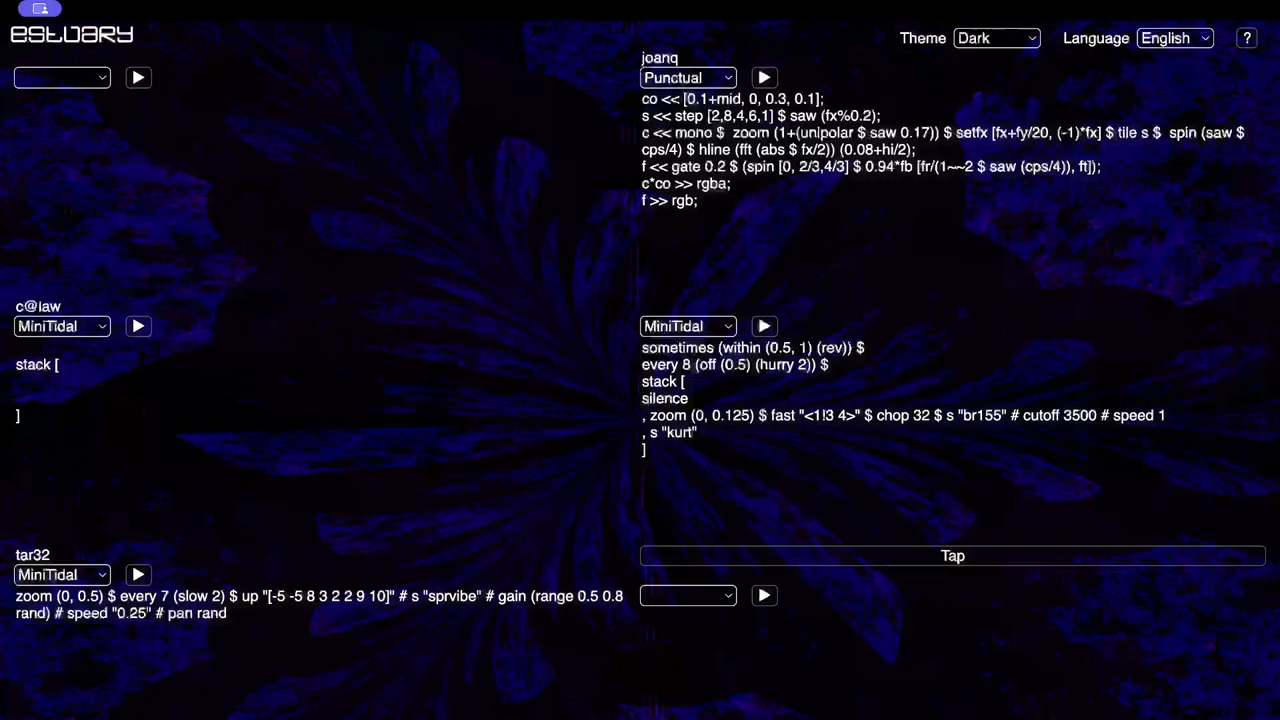 estuary
Theme Dark Language English ?
joanq
Punctual
co << [0.1+mid, 0, 0.3, 0.1];
s << step [2,8,4,6,1] $ saw (fx%0.2);
c << mono $  zoom (1+(unipolar $ saw 0.17)) $ setfx [fx+fy/20, (-1)*fx] $ tile s $  spin (saw $
cps/4) $ hline (fft (abs $ fx/2)) (0.08+hi/2);
f << gate 0.2 $ (spin [0, 2/3,4/3] $ 0.94*fb [fr/(1~~2 $ saw (cps/4)), ft]);
c*co >> rgba;
f >> rgb;
c@law
MiniTidal
stack [
]
MiniTidal
sometimes (within (0.5, 1) (rev)) $
every 8 (off (0.5) (hurry 2)) $
stack [
silence
, zoom (0, 0.125) $ fast "<1!3 4>" $ chop 32 $ s "br155" # cutoff 3500 # speed 1
, s "kurt"
]
tar32
MiniTidal
zoom (0, 0.5) $ every 7 (slow 2) $ up "[-5 -5 8 3 2 2 9 10]" # s "sprvibe" # gain (range 0.5 0.8
rand) # speed "0.25" # pan rand
Tap